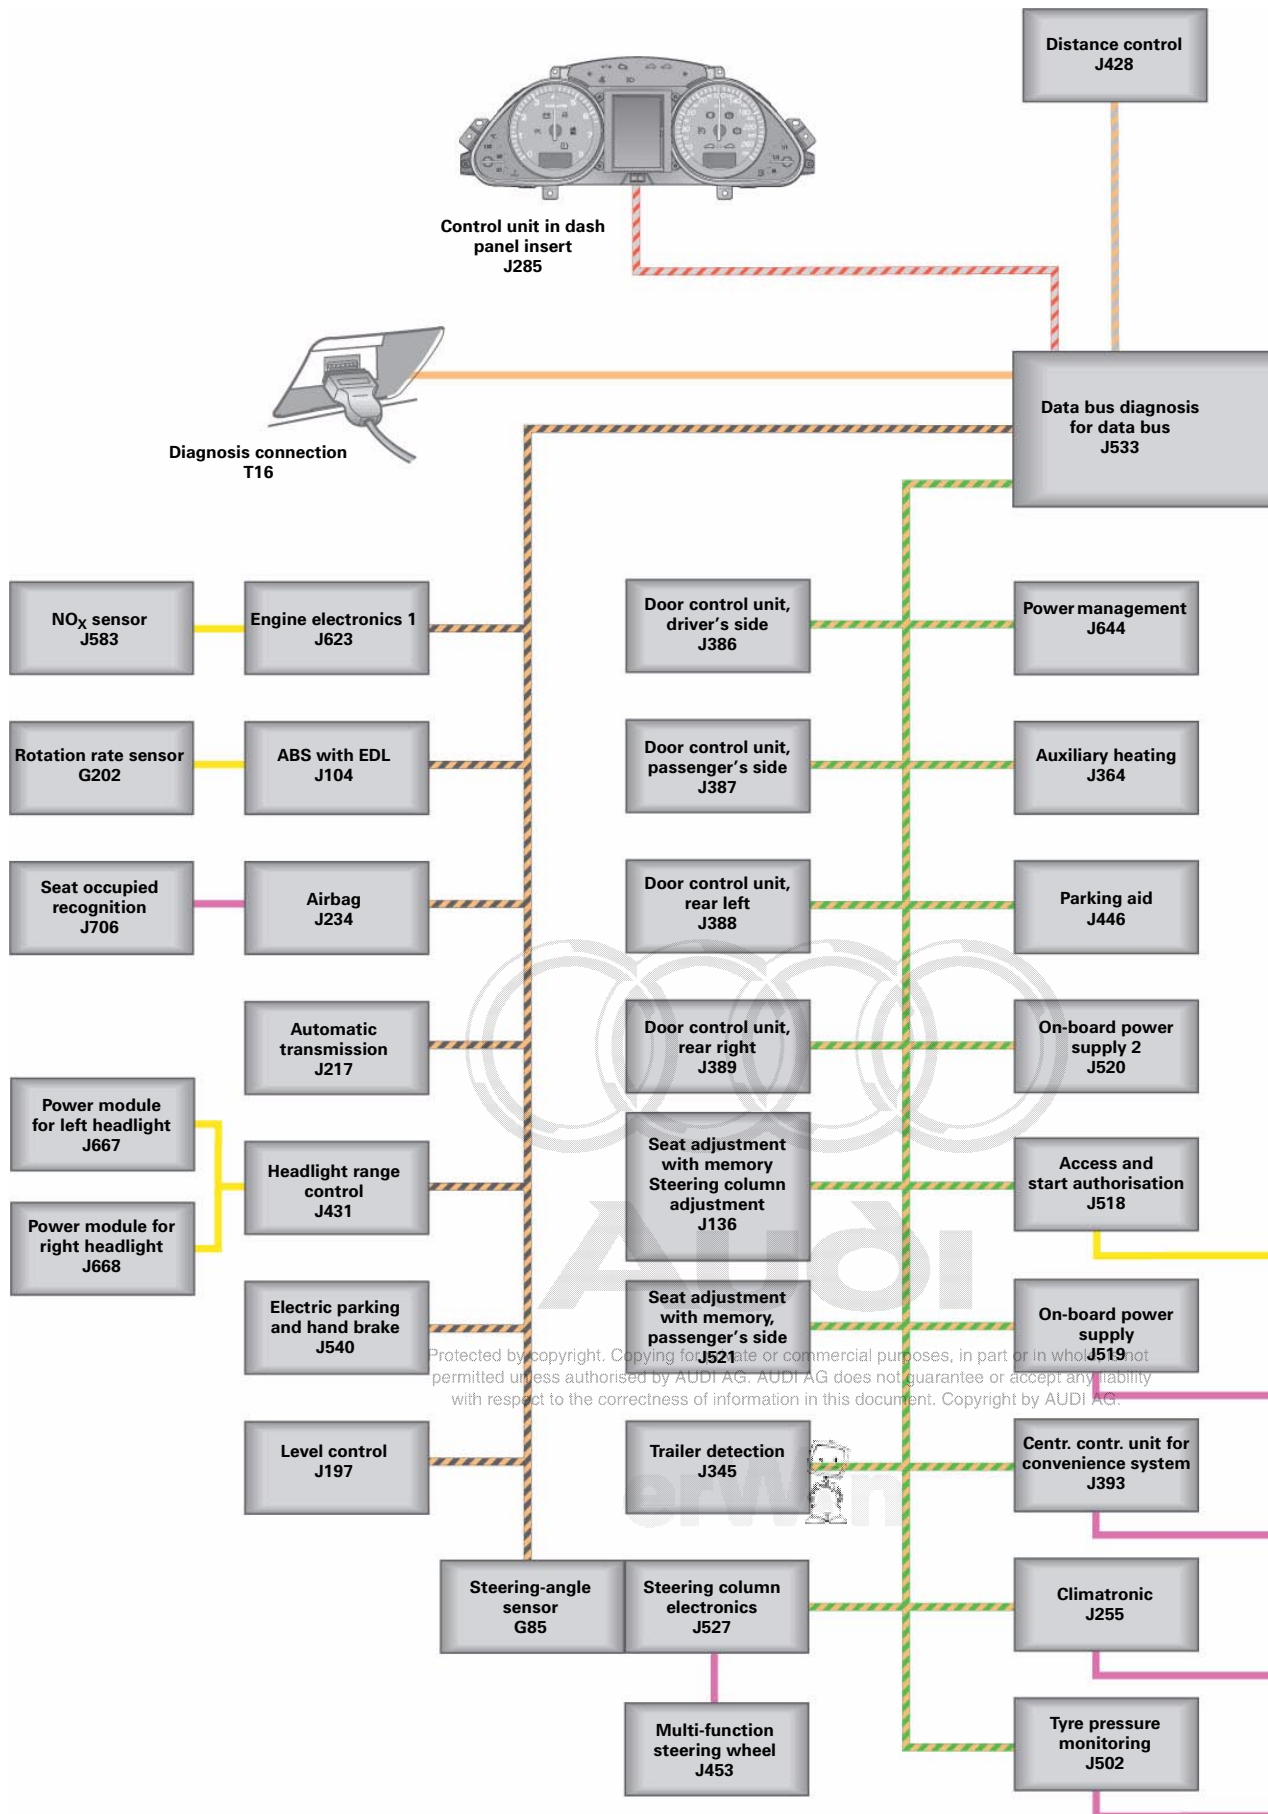 Distance control
J428
Control unit in dash
panel insert
J285
Data bus diagnosis
for data bus
J533
Diagnosis connection
T16
NOX sensor
J583
Engine electronics 1
J623
Door control unit,
driver's side
J386
Power management
J644
Rotation rate sensor
G202
ABS with EDL
J104
Door control unit,
passenger's side
J387
Auxiliary heating
J364
Seat occupied
recognition
J706
Airbag
J234
Door control unit,
rear left
J388
Parking aid
J446
Automatic
transmission
J217
Door control unit,
rear right
J389
On-board power
supply 2
J520
Power module
for left headlight
J667
Headlight range
control
J431
Seat adjustment
with memory
Steering column
adjustment
J136
Access and
start authorisation
J518
Power module for
right headlight
J668
Audi
Electric parking
and hand brake
J540
Seat adjustment
with memory,
passenger's side
J521
On-board power
supply
J519
Protected by copyright. Copying for private or commercial purposes, in part or in whole, is not
permitted unless authorised by AUDI AG. AUDI AG does not guarantee or accept any liability
with respect to the correctness of information in this document. Copyright by AUDI AG.
Level control
J197
Trailer detection
J345
Centr. contr. unit for
convenience system
J393
erWin
Steering-angle
sensor
G85
Steering column
electronics
J527
Climatronic
J255
Multi-function
steering wheel
J453
Tyre pressure
monitoring
J502